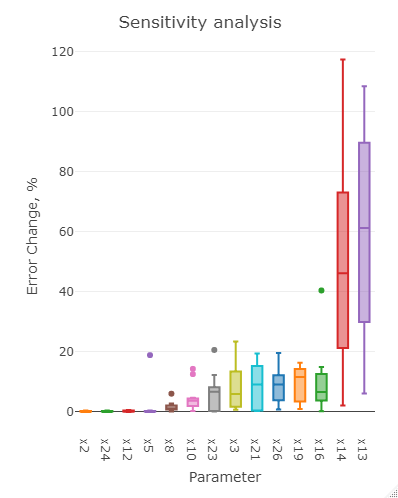 Sensitivity analysis
120
100
80
60
40
20
0
Error Change, %
x2
x24
x12
x5
x8
x10
x23
x3
x21
x26
x19
x16
x14
x13
Parameter